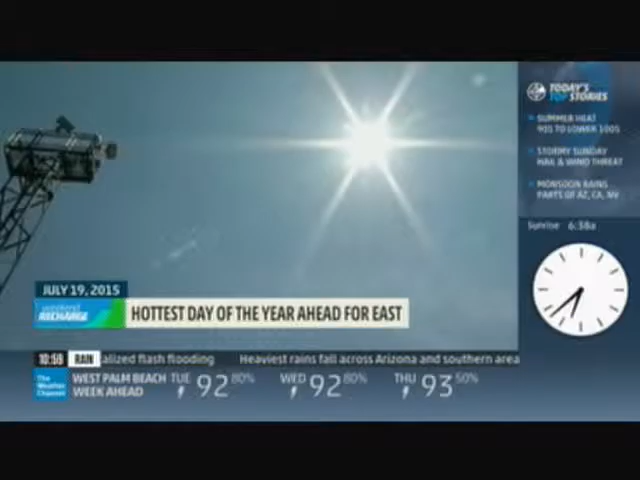 TODAY'S
TOP STORIES
SUMMER HEAT
90S TO LOWER 100S
STORMY SUNDAY
HAIL & WIND THREAT
MONSOON RAINS
PARTS OF AZ, CA, NV
Sunrise 6:38a
JULY 19, 2015
weekend
RECHARGE
HOTTEST DAY OF THE YEAR AHEAD FOR EAST
10:59 RAIN alized flash flooding Heaviest rains fall across Arizona and southern area
The Weather Channel
WEST PALM BEACH
WEEK AHEAD
TUE 92 80% WED 92 80% THU 93 50%